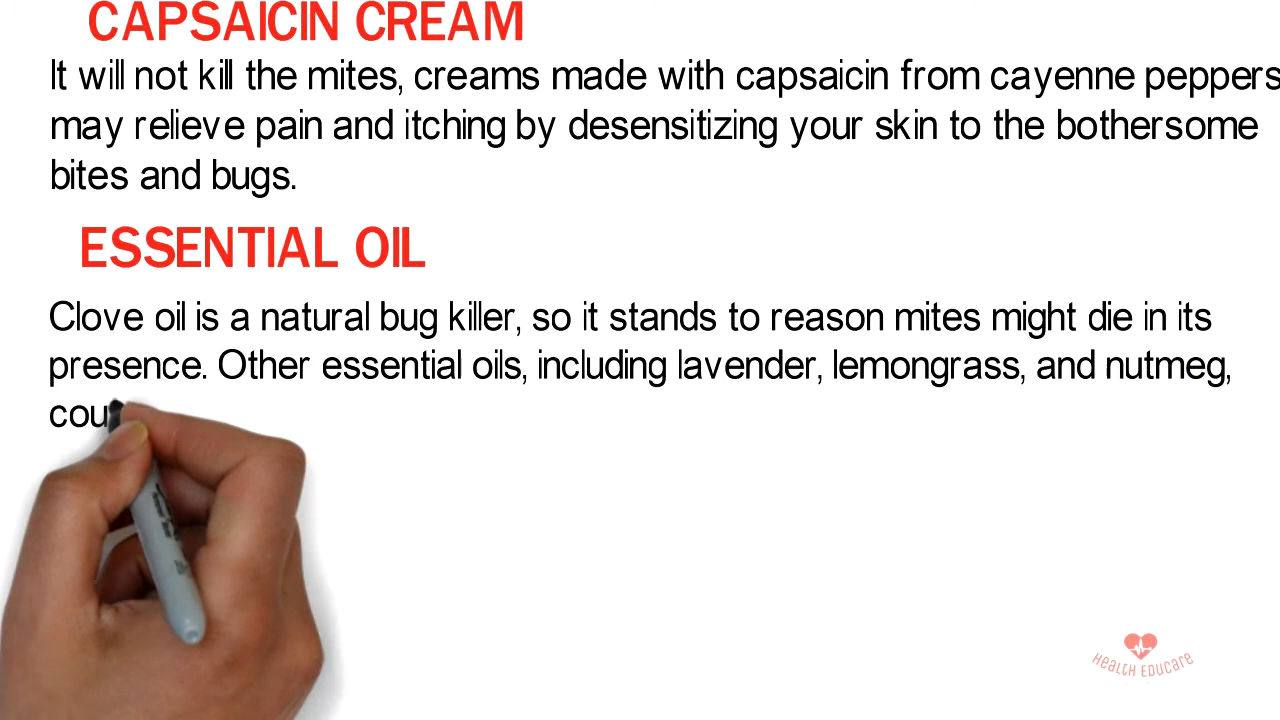 CAPSAICIN CREAM
It will not kill the mites, creams made with capsaicin from cayenne peppers
may relieve pain and itching by desensitizing your skin to the bothersome
bites and bugs.
ESSENTIAL OIL
Clove oil is a natural bug killer, so it stands to reason mites might die in its
presence. Other essential oils, including lavender, lemongrass, and nutmeg,
cou
HEALTH EDUCARE